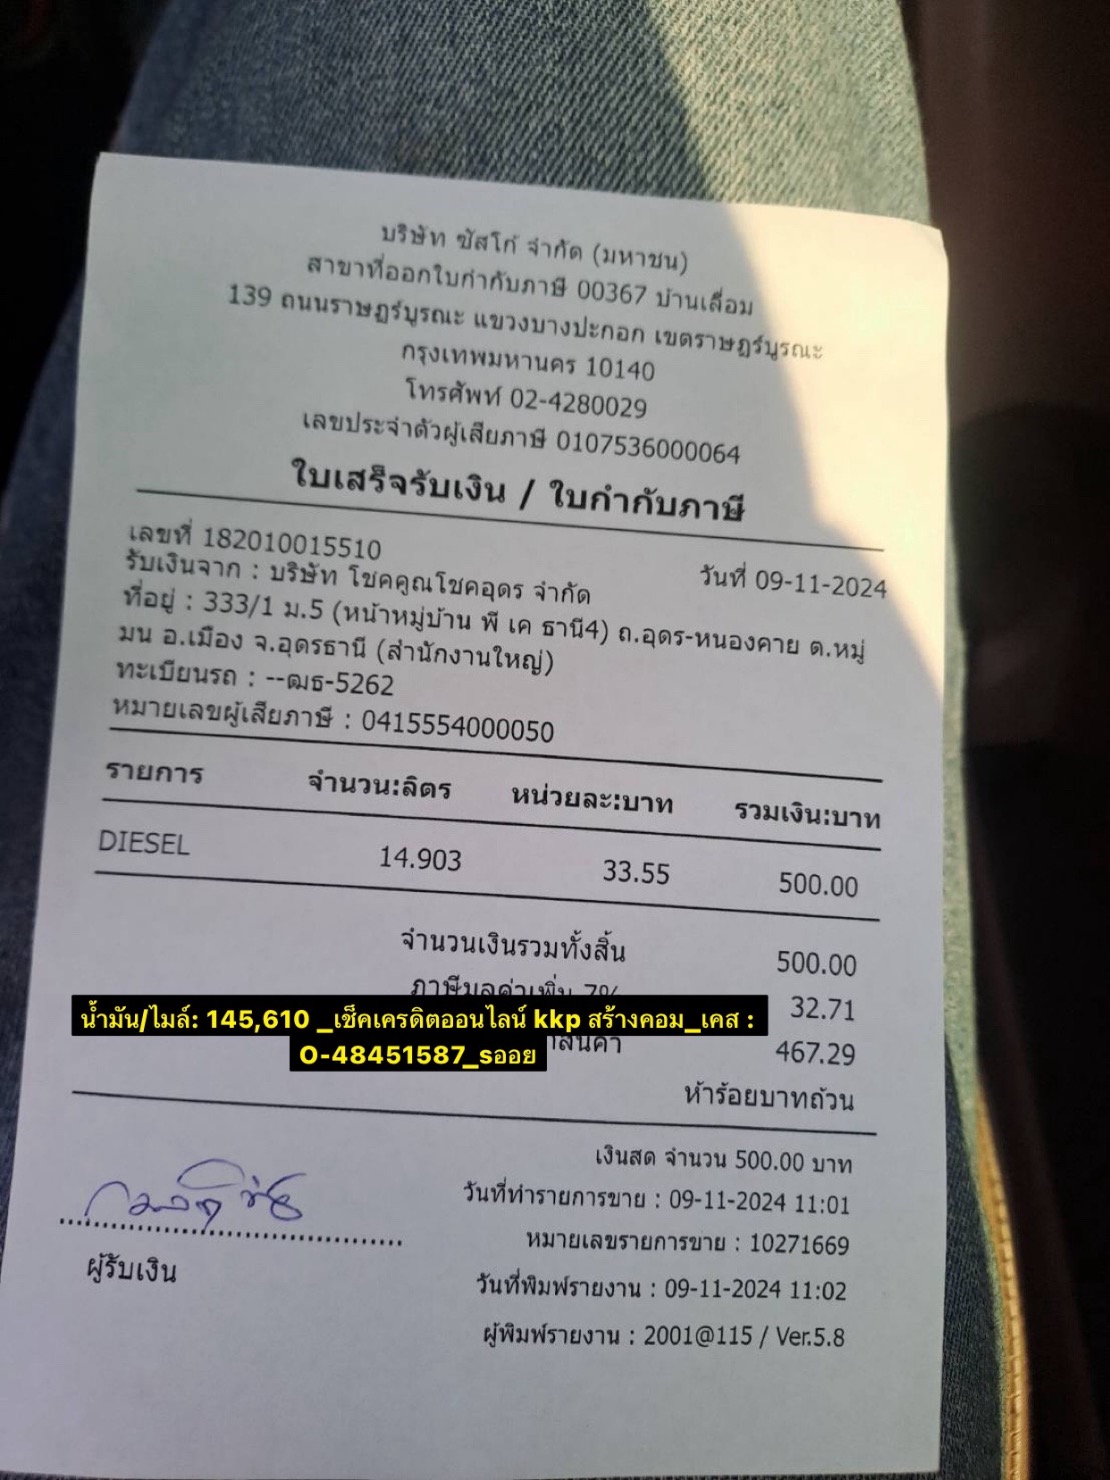 บริษัท ซัสโก้ จำกัด (มหาชน)
สาขาที่ออกใบกำกับภาษี 00367 บ้านเลื่อม
139 ถนนราษฎร์บูรณะ แขวงบางปะกอก เขตราษฎร์บูรณะ
กรุงเทพมหานคร 10140
โทรศัพท์ 02-4280029
เลขประจำตัวผู้เสียภาษี 0107536000064
ใบเสร็จรับเงิน / ใบกำกับภาษี
เลขที่ 182010015510 วันที่ 09-11-2024
รับเงินจาก : บริษัท โชคคูณโชคอุดร จำกัด
ที่อยู่ : 333/1 ม.5 (หน้าหมู่บ้าน พี เค ธานี4) ถ.อุดร-หนองคาย ต.หมู่
มน อ.เมือง จ.อุดรธานี (สำนักงานใหญ่)
ทะเบียนรถ : --ฒธ-5262
หมายเลขผู้เสียภาษี : 0415554000050
รายการ จำนวน:ลิตร หน่วยละ:บาท รวมเงิน:บาท
DIESEL 14.903 33.55 500.00
จำนวนเงินรวมทั้งสิ้น 500.00
ภาษีมูลค่าเพิ่ม 7% 32.71
น้ำมัน/ไมล์: 145,610 _เช็คเครดิตออนไลน์ kkp สร้างคอม_เคส :
O-48451587_sออย
467.29
ห้าร้อยบาทถ้วน
เงินสด จำนวน 500.00 บาท
วันที่ทำรายการขาย : 09-11-2024 11:01
หมายเลขรายการขาย : 10271669
ผู้รับเงิน
วันที่พิมพ์รายงาน : 09-11-2024 11:02
ผู้พิมพ์รายงาน : 2001@115 / Ver.5.8